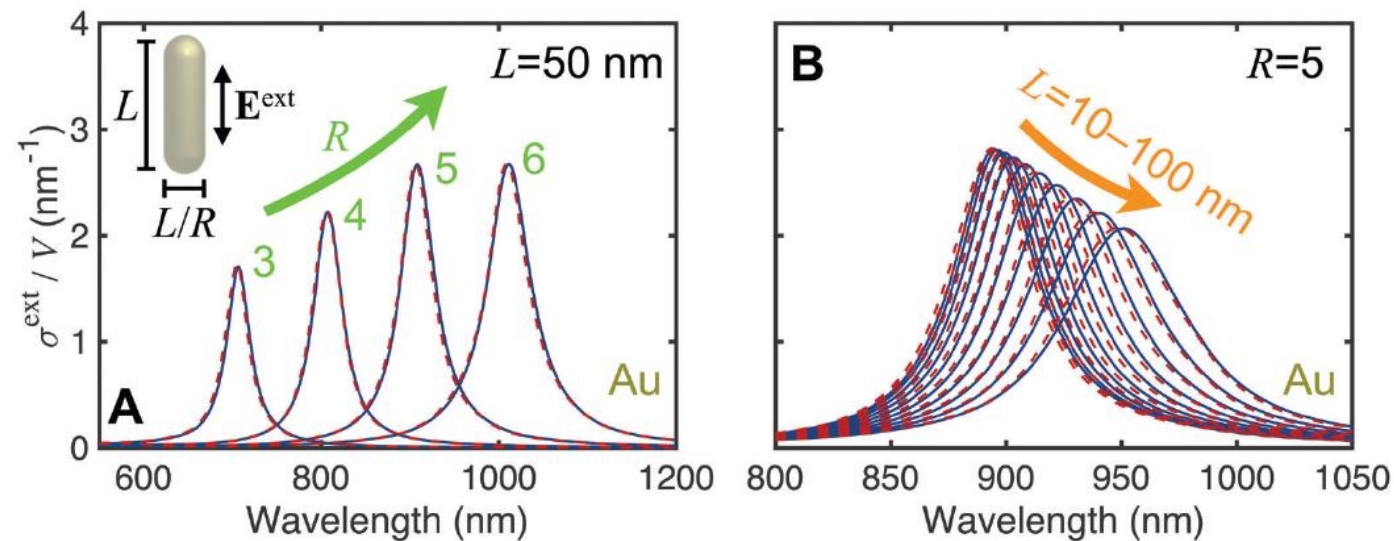 σ^ext / V (nm⁻¹)
4
3
2
1
0
L
E^ext
L/R
L=50 nm
R
3
4
5
6
A
Au
600 800 1000 1200
Wavelength (nm)
B
R=5
L=10–100 nm
Au
800 850 900 950 1000 1050
Wavelength (nm)